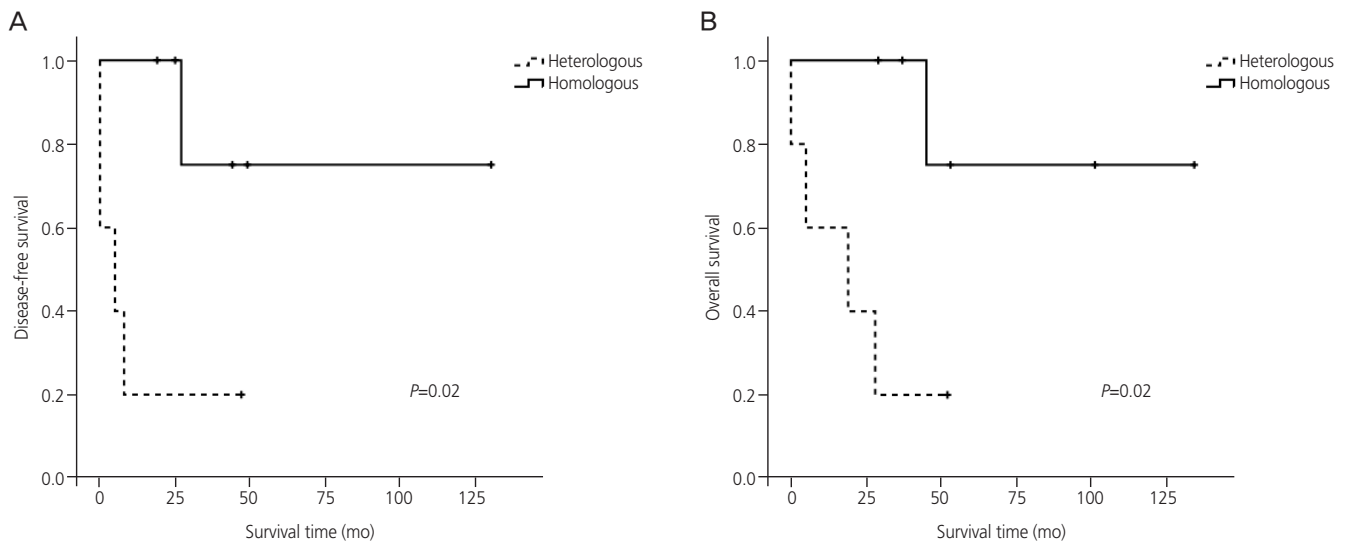 A
Disease-free survival
1.0
0.8
0.6
0.4
0.2
0.0
Heterologous
Homologous
P=0.02
0 25 50 75 100 125
Survival time (mo)
B
Overall survival
1.0
0.8
0.6
0.4
0.2
0.0
Heterologous
Homologous
P=0.02
0 25 50 75 100 125
Survival time (mo)